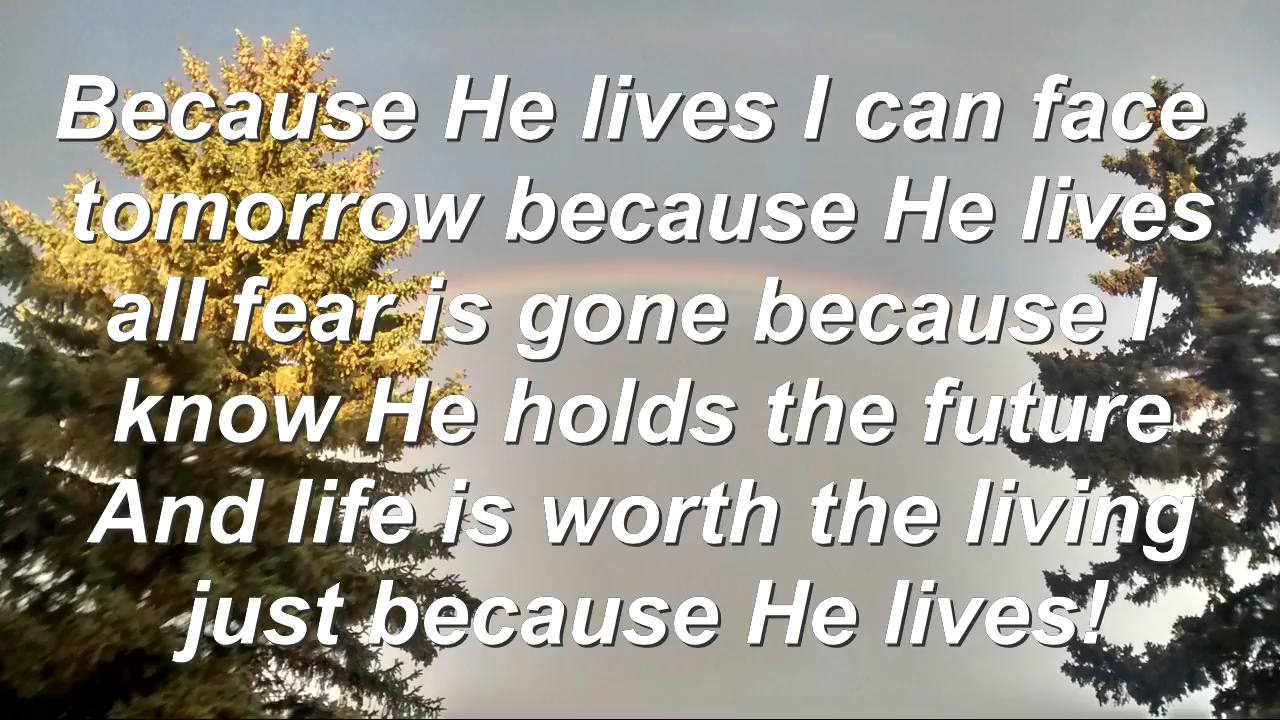 Because He lives I can face
tomorrow because He lives
all fear is gone because I
know He holds the future
And life is worth the living
just because He lives!